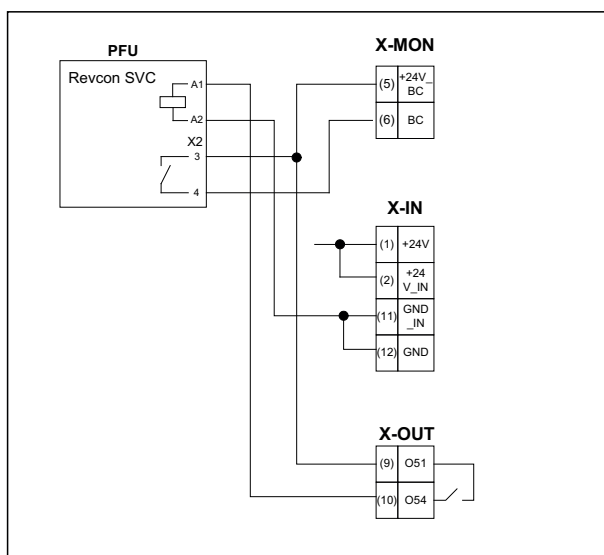 PFU
Revcon SVC
A1
A2
X2
3
4
X-MON
(5) +24V_
BC
(6) BC
X-IN
(1) +24V
(2) +24
V_IN
(11) GND
_IN
(12) GND
X-OUT
(9) O51
(10) O54